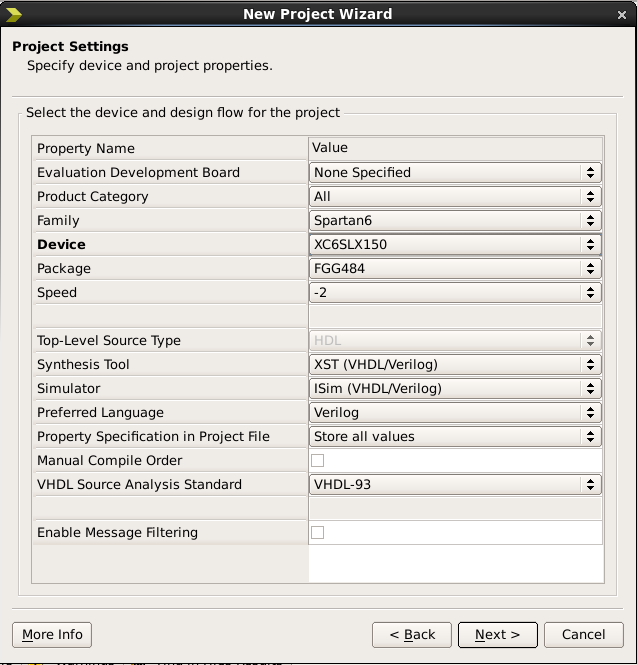 New Project Wizard
Project Settings
Specify device and project properties.
Select the device and design flow for the project
Property Name Value
Evaluation Development Board None Specified
Product Category All
Family Spartan6
Device XC6SLX150
Package FGG484
Speed -2
Top-Level Source Type HDL
Synthesis Tool XST (VHDL/Verilog)
Simulator ISim (VHDL/Verilog)
Preferred Language Verilog
Property Specification in Project File Store all values
Manual Compile Order
VHDL Source Analysis Standard VHDL-93
Enable Message Filtering
More Info < Back Next > Cancel